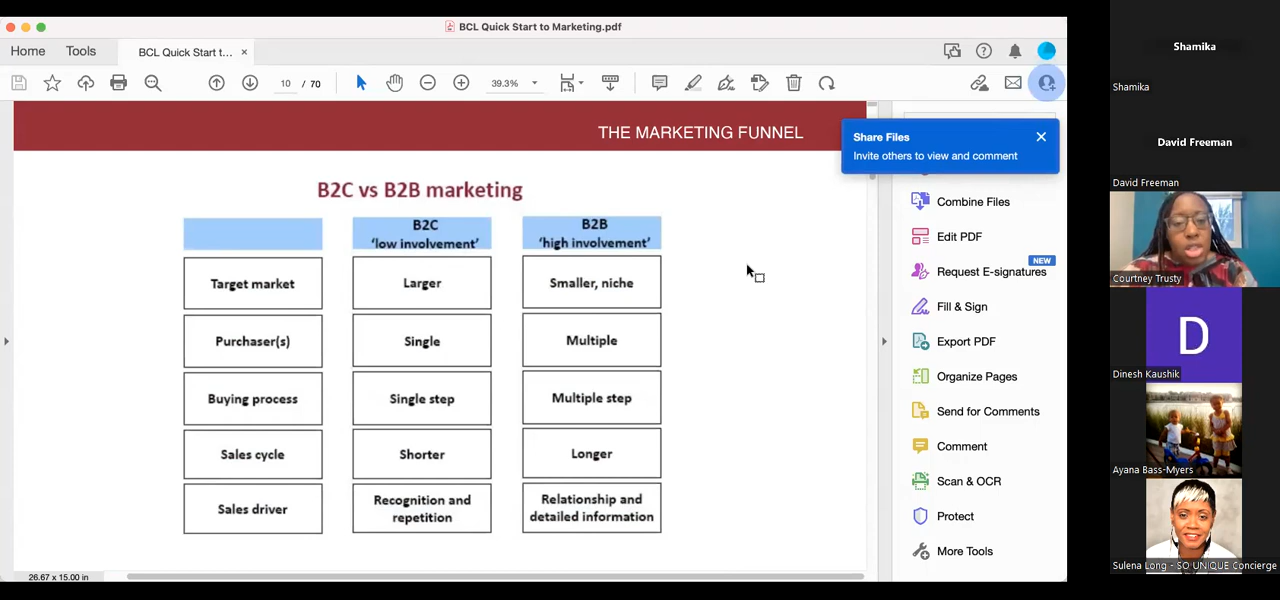 BCL Quick Start to Marketing.pdf
Home
Tools
BCL Quick Start t...
×
10 / 70
39.3%
THE MARKETING FUNNEL
Share Files
Invite others to view and comment
B2C vs B2B marketing
B2C
'low involvement'
B2B
'high involvement'
Target market
Larger
Smaller, niche
Purchaser(s)
Single
Multiple
Buying process
Single step
Multiple step
Sales cycle
Shorter
Longer
Sales driver
Recognition and
repetition
Relationship and
detailed information
26.67 x 15.00 in
Combine Files
Edit PDF
NEW
Request E-signatures
Fill & Sign
Export PDF
Organize Pages
Send for Comments
Comment
Scan & OCR
Protect
More Tools
Shamika
Shamika
David Freeman
David Freeman
Courtney Trusty
D
Dinesh Kaushik
Ayana Bass-Myers
Sulena Long - SO UNIQUE Concierge